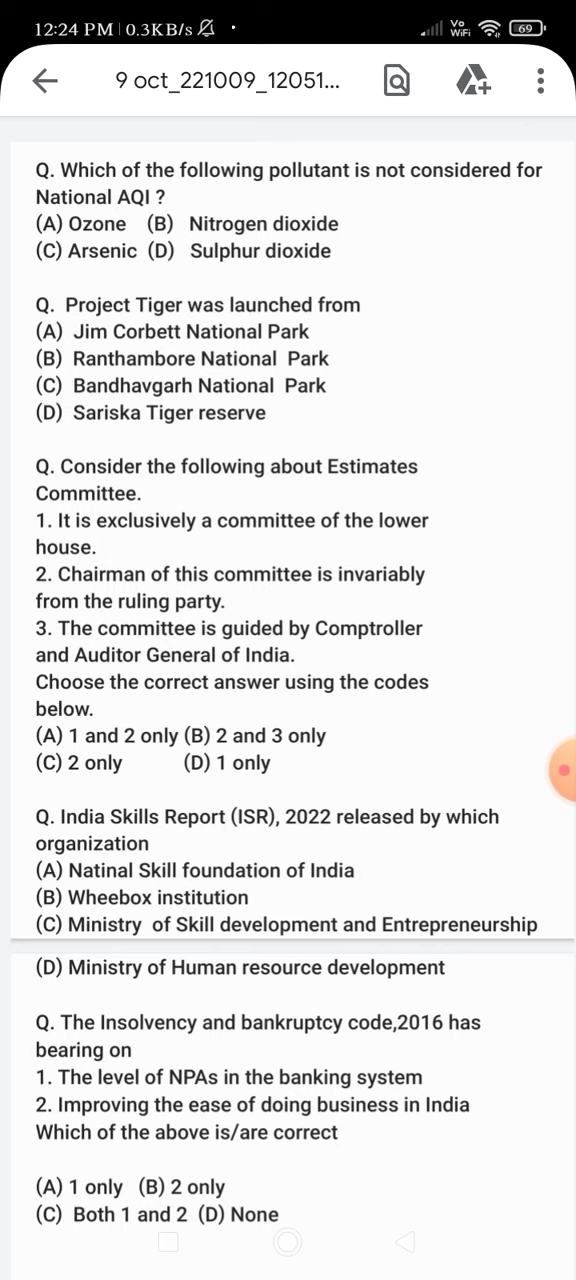 12:24 PM | 0.3KB/s
Vo
WiFi
69
9 oct_221009_12051...
Q. Which of the following pollutant is not considered for
National AQI ?
(A) Ozone (B) Nitrogen dioxide
(C) Arsenic (D) Sulphur dioxide
Q. Project Tiger was launched from
(A) Jim Corbett National Park
(B) Ranthambore National Park
(C) Bandhavgarh National Park
(D) Sariska Tiger reserve
Q. Consider the following about Estimates
Committee.
1. It is exclusively a committee of the lower
house.
2. Chairman of this committee is invariably
from the ruling party.
3. The committee is guided by Comptroller
and Auditor General of India.
Choose the correct answer using the codes
below.
(A) 1 and 2 only (B) 2 and 3 only
(C) 2 only (D) 1 only
Q. India Skills Report (ISR), 2022 released by which
organization
(A) Natinal Skill foundation of India
(B) Wheebox institution
(C) Ministry of Skill development and Entrepreneurship
(D) Ministry of Human resource development
Q. The Insolvency and bankruptcy code,2016 has
bearing on
1. The level of NPAs in the banking system
2. Improving the ease of doing business in India
Which of the above is/are correct
(A) 1 only (B) 2 only
(C) Both 1 and 2 (D) None